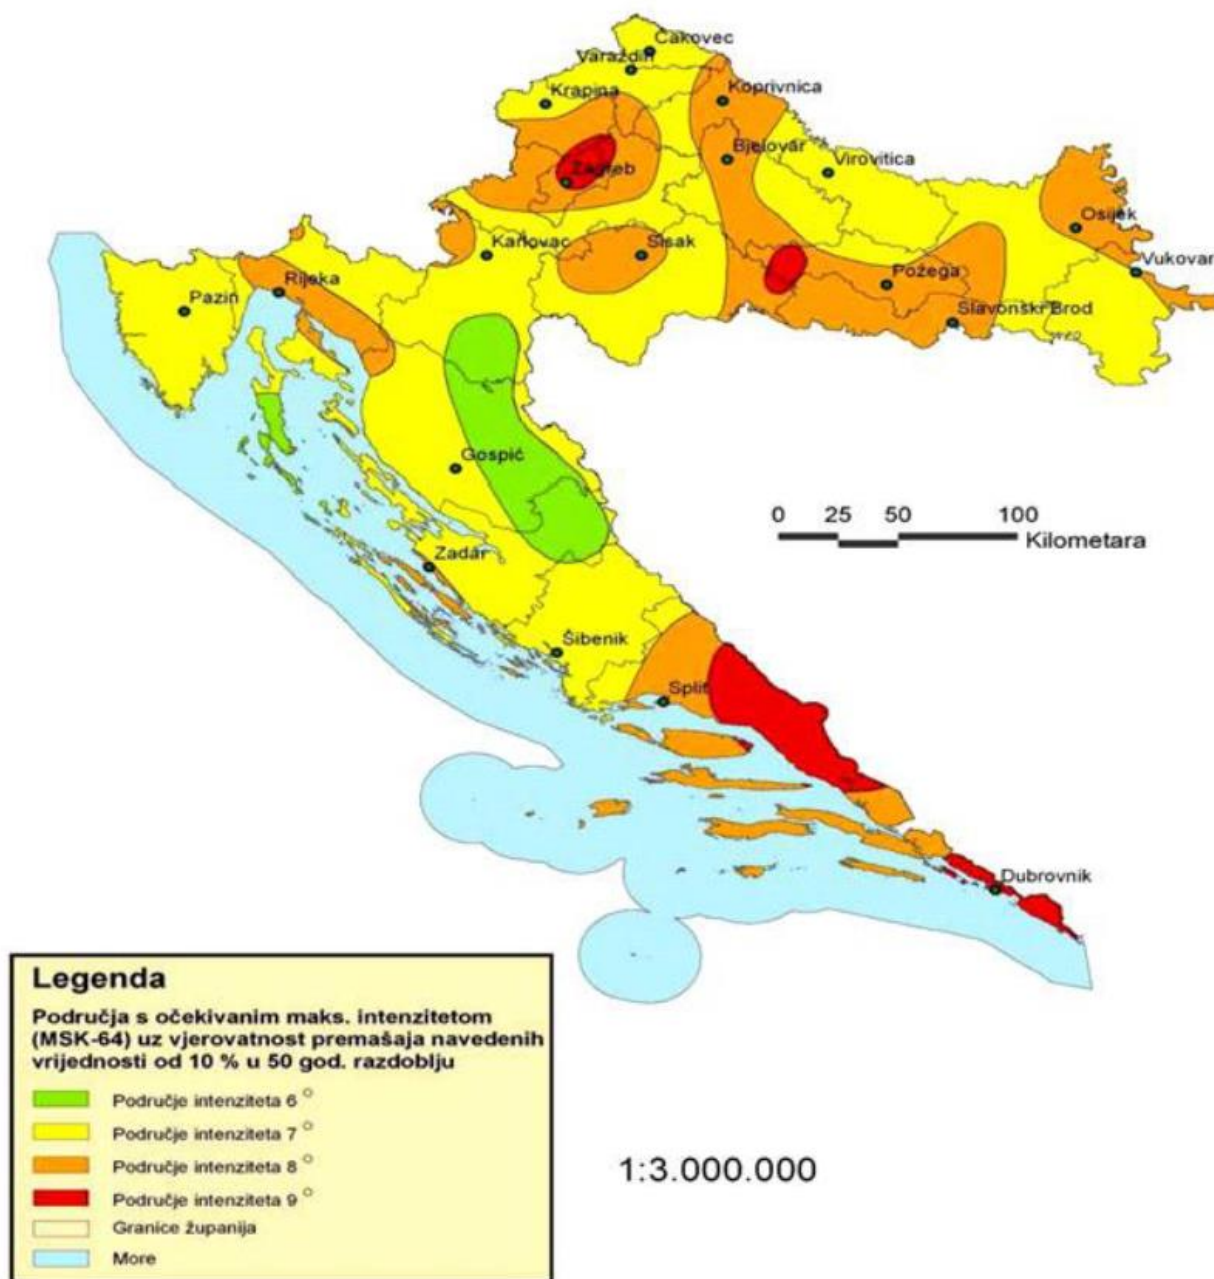 Čakovec
Varaždin
Krapina
Koprivnica
Bjelovar
Zagreb
Virovitica
Osijek
Karlovac
Sisak
Vukovar
Rijeka
Požega
Pazin
Slavonski Brod
Gospić
0 25 50 100
Kilometara
Zadar
Šibenik
Split
Dubrovnik
Legenda
Područja s očekivanim maks. intenzitetom
(MSK-64) uz vjerovatnost premašaja navedenih
vrijednosti od 10 % u 50 god. razdoblju
Područje intenziteta 6 °
Područje intenziteta 7 °
Područje intenziteta 8 °
Područje intenziteta 9 °
Granice županija
More
1:3.000.000